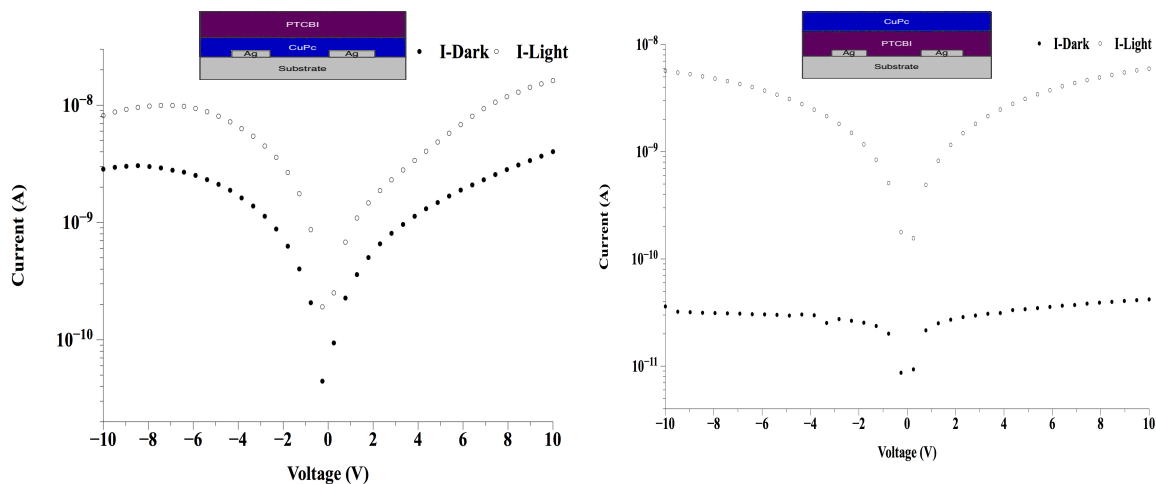 PTCBI
CuPc
Ag Ag
Substrate
• I-Dark ○ I-Light
10⁻⁸
10⁻⁹
10⁻¹⁰
Current (A)
−10 −8 −6 −4 −2 0 2 4 6 8 10
Voltage (V)
CuPc
PTCBI
Ag Ag
Substrate
• I-Dark ○ I-Light
10⁻⁸
10⁻⁹
10⁻¹⁰
10⁻¹¹
Current (A)
−10 −8 −6 −4 −2 0 2 4 6 8 10
Voltage (V)